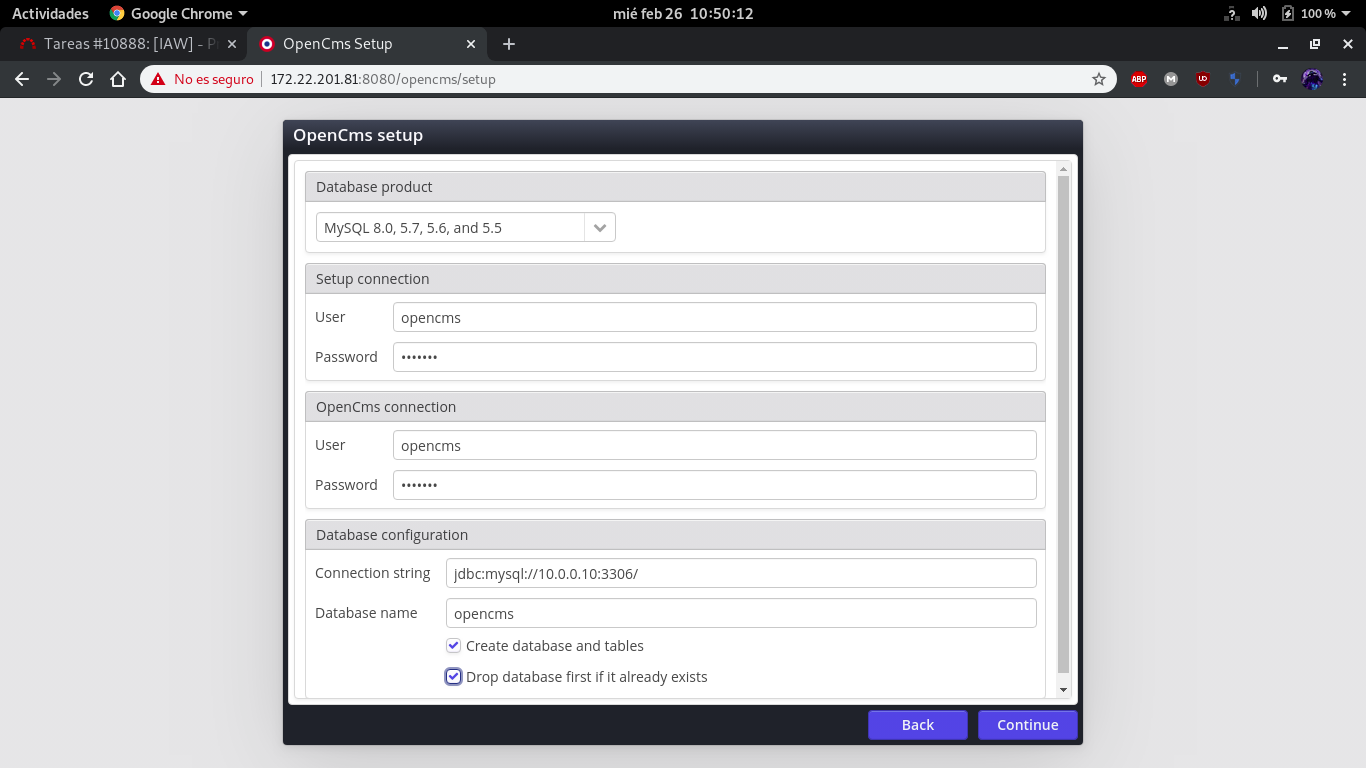 Actividades Google Chrome mié feb 26 10:50:12 100 %
Tareas #10888: [IAW] - P OpenCms Setup
No es seguro 172.22.201.81:8080/opencms/setup ABP M UD
OpenCms setup
Database product
MySQL 8.0, 5.7, 5.6, and 5.5
Setup connection
User opencms
Password •••••••
OpenCms connection
User opencms
Password •••••••
Database configuration
Connection string jdbc:mysql://10.0.0.10:3306/
Database name opencms
Create database and tables
Drop database first if it already exists
Back Continue